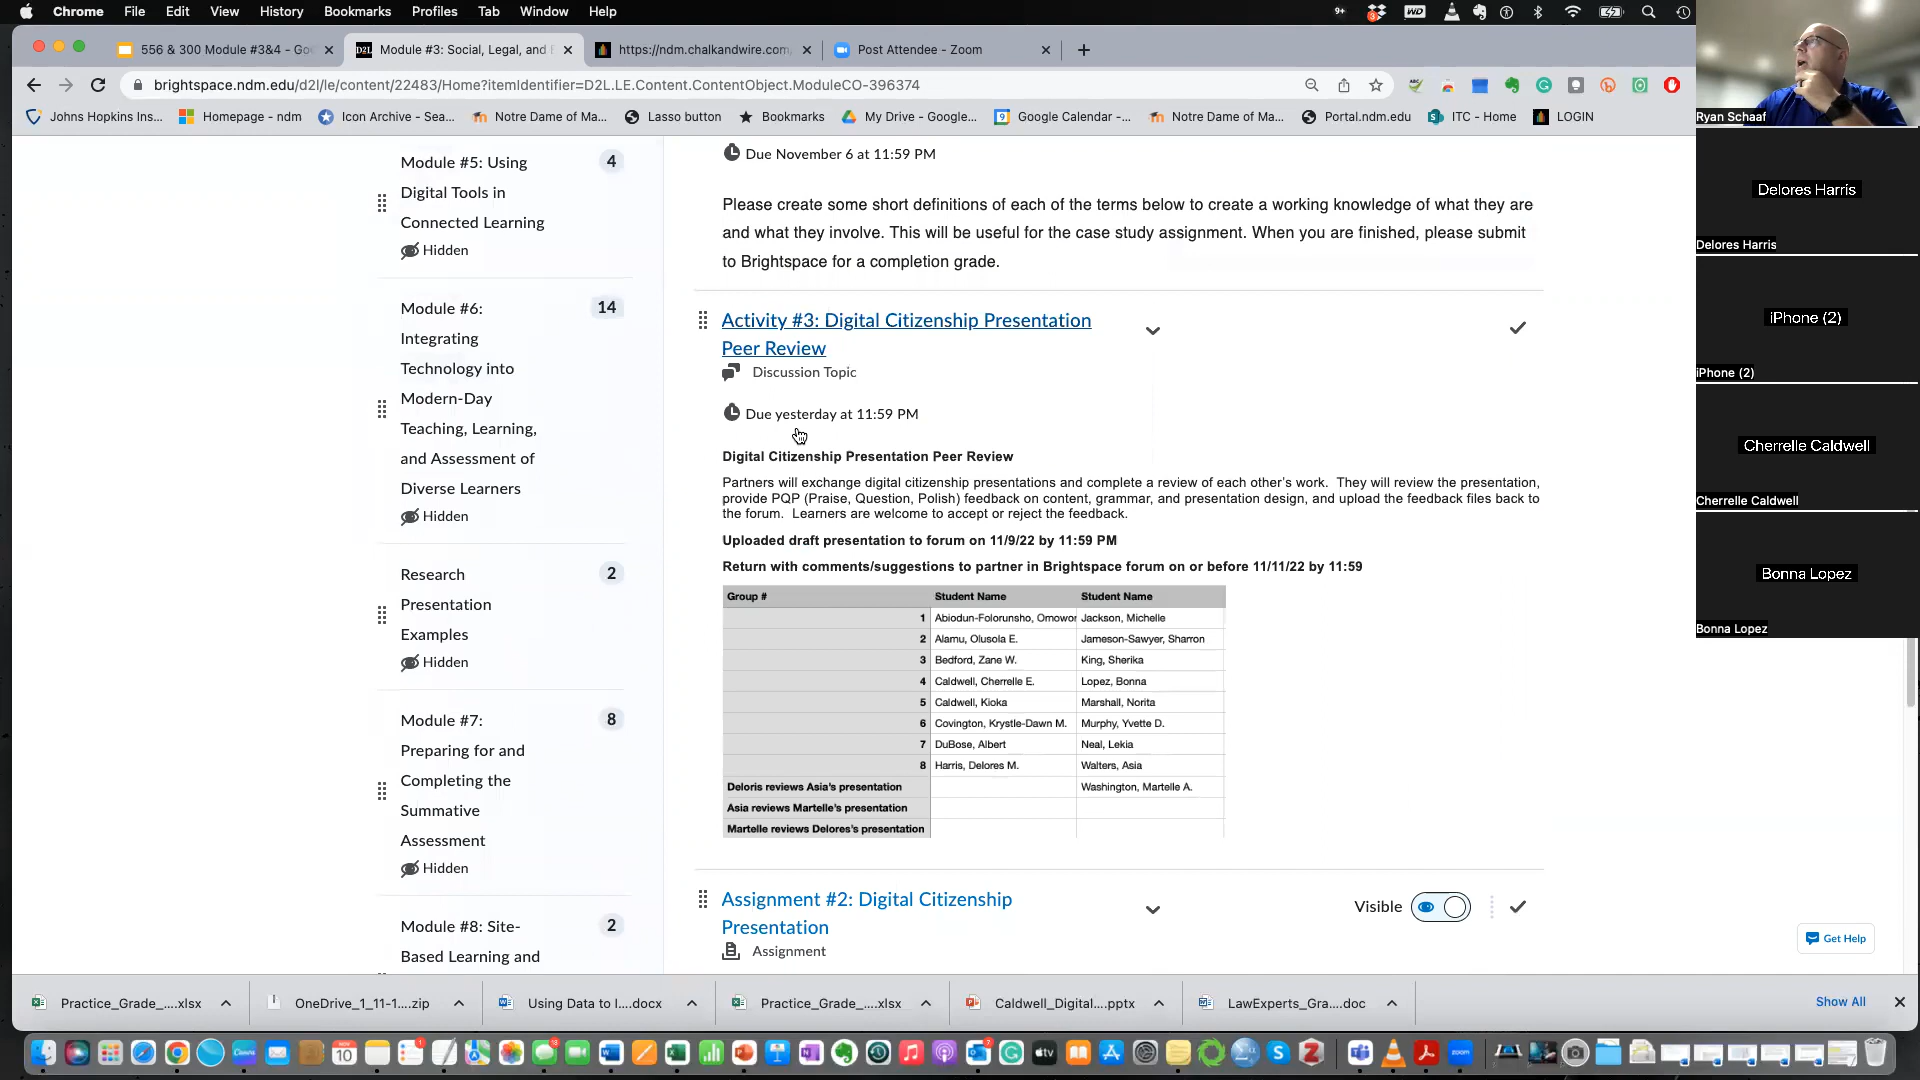 Chrome File Edit View History Bookmarks Profiles Tab Window Help
9+ WD
556 & 300 Module #3&4 - Go
D2L Module #3: Social, Legal, and E
https://ndm.chalkandwire.com,
Post Attendee - Zoom
brightspace.ndm.edu/d2l/le/content/22483/Home?itemIdentifier=D2L.LE.Content.ContentObject.ModuleCO-396374
Johns Hopkins Ins... Homepage - ndm Icon Archive - Sea... Notre Dame of Ma... Lasso button Bookmarks My Drive - Google... Google Calendar -... Notre Dame of Ma... Portal.ndm.edu ITC - Home LOGIN
Module #5: Using
Digital Tools in
Connected Learning
4
Hidden
Module #6:
Integrating
Technology into
Modern-Day
Teaching, Learning,
and Assessment of
Diverse Learners
14
Hidden
Research
Presentation
Examples
2
Hidden
Module #7:
Preparing for and
Completing the
Summative
Assessment
8
Hidden
Module #8: Site-
Based Learning and
2
Due November 6 at 11:59 PM
Please create some short definitions of each of the terms below to create a working knowledge of what they are
and what they involve. This will be useful for the case study assignment. When you are finished, please submit
to Brightspace for a completion grade.
Activity #3: Digital Citizenship Presentation
Peer Review
Discussion Topic
Due yesterday at 11:59 PM
Digital Citizenship Presentation Peer Review
Partners will exchange digital citizenship presentations and complete a review of each other's work. They will review the presentation,
provide PQP (Praise, Question, Polish) feedback on content, grammar, and presentation design, and upload the feedback files back to
the forum. Learners are welcome to accept or reject the feedback.
Uploaded draft presentation to forum on 11/9/22 by 11:59 PM
Return with comments/suggestions to partner in Brightspace forum on or before 11/11/22 by 11:59
Group # Student Name Student Name
1 Abiodun-Folorunsho, Omowor Jackson, Michelle
2 Alamu, Olusola E. Jameson-Sawyer, Sharron
3 Bedford, Zane W. King, Sherika
4 Caldwell, Cherrelle E. Lopez, Bonna
5 Caldwell, Kioka Marshall, Norita
6 Covington, Krystle-Dawn M. Murphy, Yvette D.
7 DuBose, Albert Neal, Lekia
8 Harris, Delores M. Walters, Asia
Deloris reviews Asia's presentation Washington, Martelle A.
Asia reviews Martelle's presentation
Martelle reviews Delores's presentation
Assignment #2: Digital Citizenship
Presentation
Assignment
Visible
Get Help
Ryan Schaaf
Delores Harris
Delores Harris
iPhone (2)
iPhone (2)
Cherrelle Caldwell
Cherrelle Caldwell
Bonna Lopez
Bonna Lopez
Practice_Grade_....xlsx OneDrive_1_11-1....zip Using Data to I....docx Practice_Grade_....xlsx Caldwell_Digital....pptx LawExperts_Gra....doc Show All
NOV
10